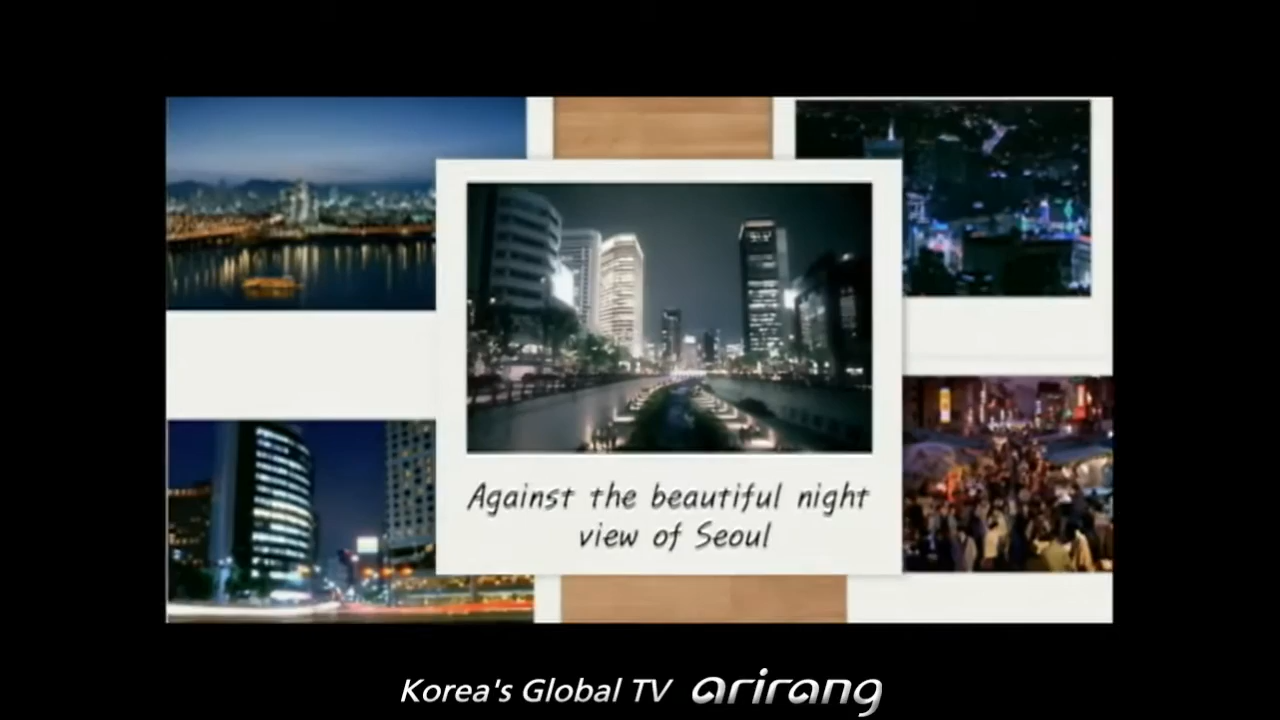 Against the beautiful night
view of Seoul
Korea's Global TV arirang